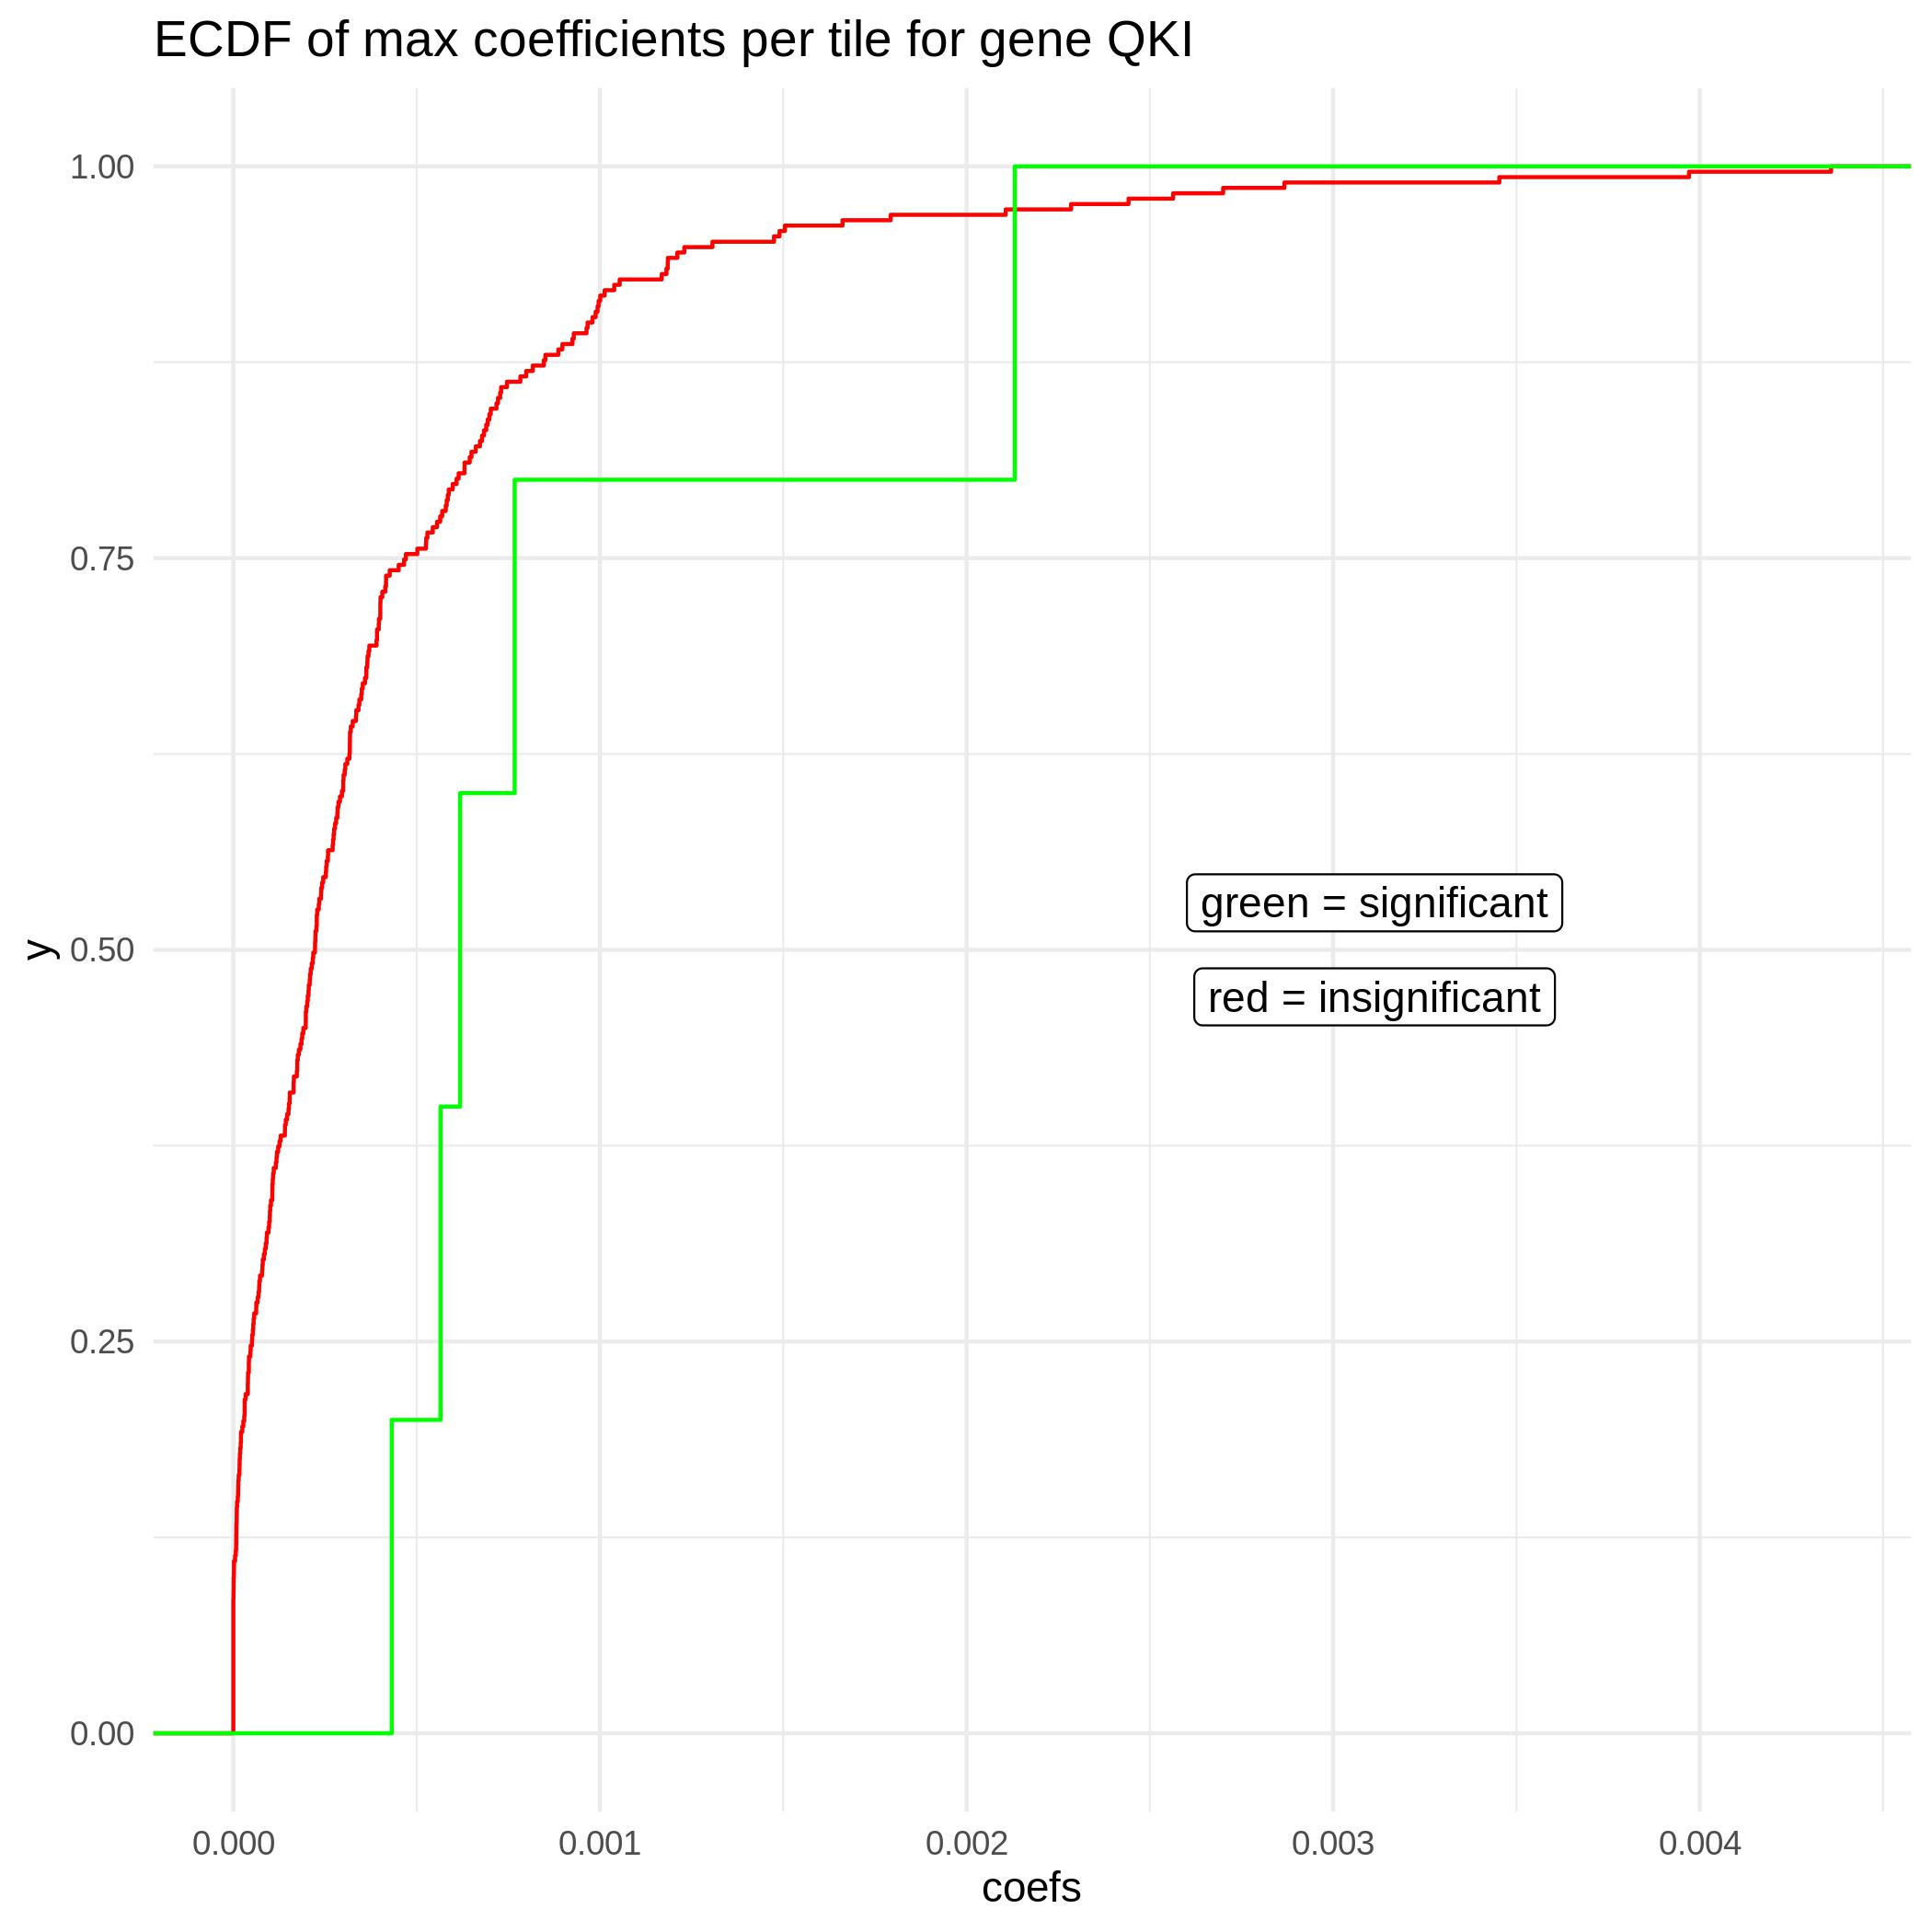 ECDF of max coefficients per tile for gene QKI
1.00
0.75
0.50
0.25
0.00
y
green = significant
red = insignificant
0.000 0.001 0.002 0.003 0.004
coefs